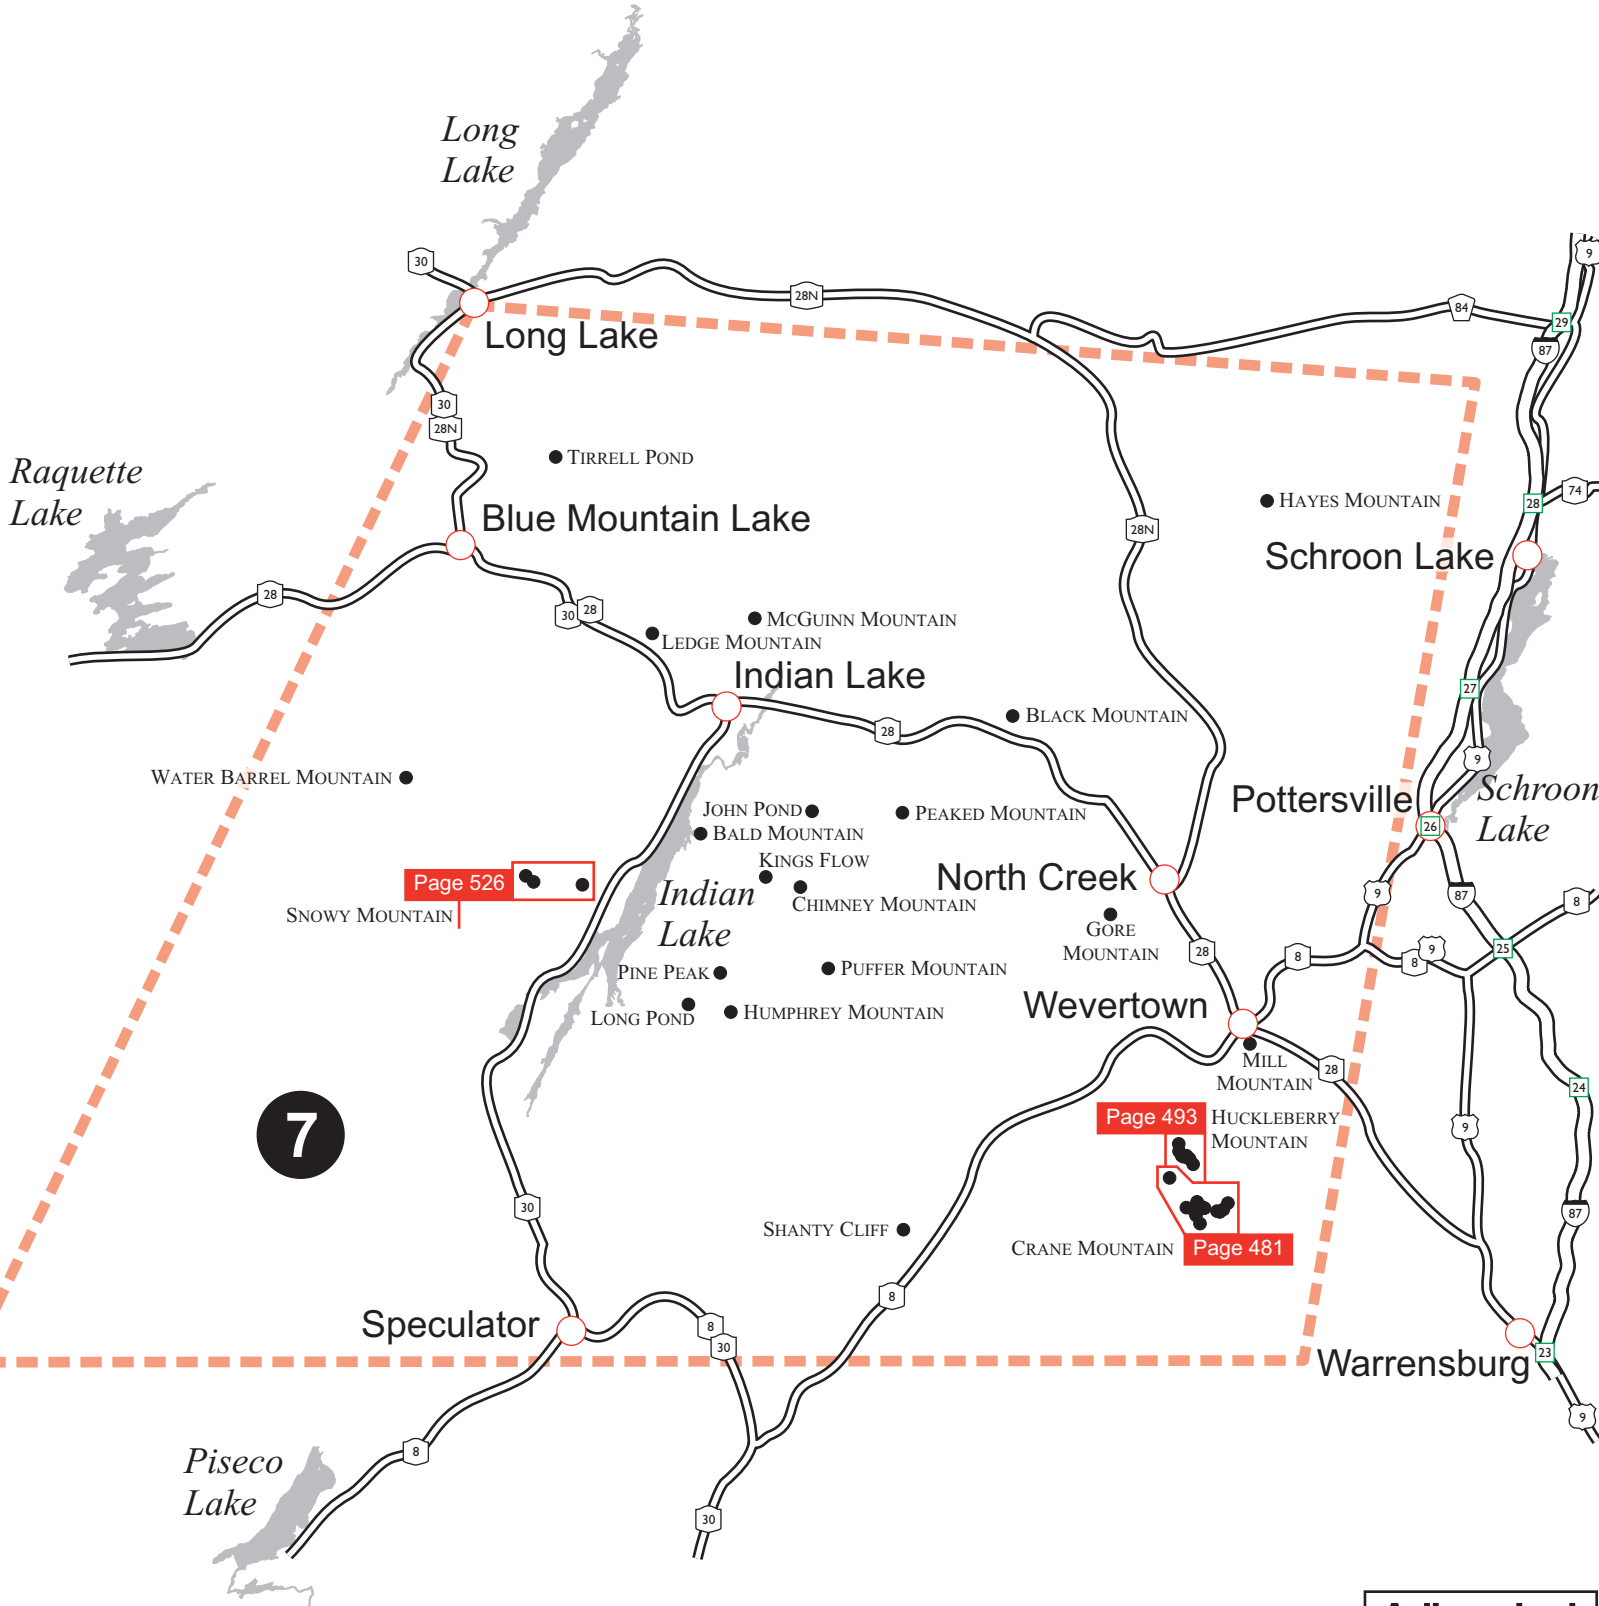 Long
Lake
30
28N
9
84
29
Long Lake
87
30
28N
Raquette
Lake
TIRRELL POND
74
HAYES MOUNTAIN
28
Blue Mountain Lake
28N
Schroon Lake
28
30
28
MCGUINN MOUNTAIN
LEDGE MOUNTAIN
Indian Lake
27
BLACK MOUNTAIN
28
9
WATER BARREL MOUNTAIN
Schroon
Lake
Pottersville
26
JOHN POND
PEAKED MOUNTAIN
BALD MOUNTAIN
KINGS FLOW
North Creek
Page 526
CHIMNEY MOUNTAIN
Indian
Lake
9
87
8
SNOWY MOUNTAIN
GORE
MOUNTAIN
28
8
8
9
25
PINE PEAK
PUFFER MOUNTAIN
LONG POND
HUMPHREY MOUNTAIN
Wevertown
MILL
MOUNTAIN
28
24
7
Page 493
HUCKLEBERRY
MOUNTAIN
9
30
87
SHANTY CLIFF
CRANE MOUNTAIN
Page 481
8
Speculator
8
30
Warrensburg
23
9
8
Piseco
Lake
30